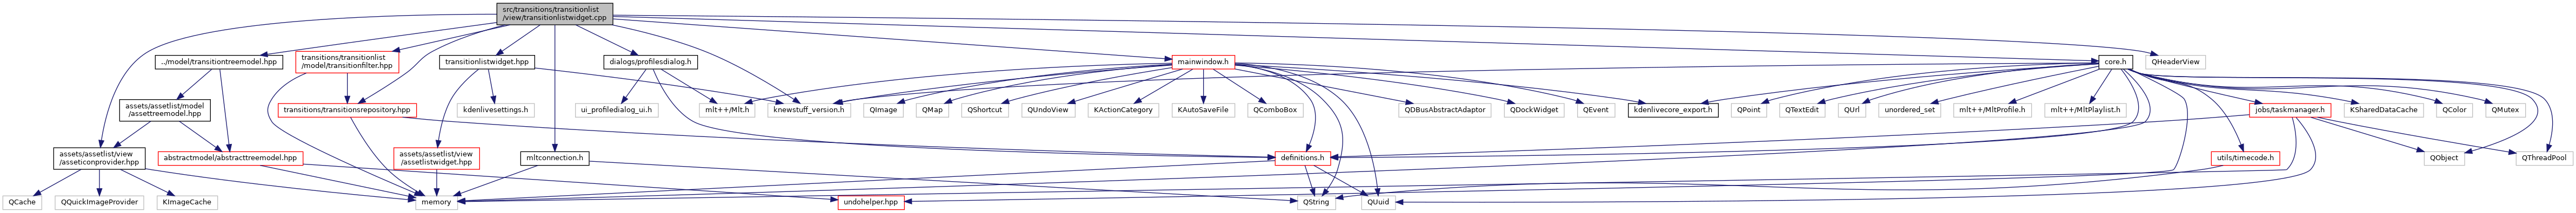 src/transitions/transitionlist
/view/transitionlistwidget.cpp
../model/transitiontreemodel.hpp
transitions/transitionlist
/model/transitionfilter.hpp
transitionlistwidget.hpp
dialogs/profilesdialog.h
mainwindow.h
core.h
QHeaderView
assets/assetlist/model
/assettreemodel.hpp
transitions/transitionsrepository.hpp
kdenlivesettings.h
ui_profiledialog_ui.h
mlt++/Mlt.h
knewstuff_version.h
QImage
QMap
QShortcut
QUndoView
KActionCategory
KAutoSaveFile
QComboBox
QDBusAbstractAdaptor
QDockWidget
QEvent
kdenlivecore_export.h
QPoint
QTextEdit
QUrl
unordered_set
mlt++/MltProfile.h
mlt++/MltPlaylist.h
jobs/taskmanager.h
KSharedDataCache
QColor
QMutex
assets/assetlist/view
/asseticonprovider.hpp
abstractmodel/abstracttreemodel.hpp
assets/assetlist/view
/assetlistwidget.hpp
mltconnection.h
definitions.h
utils/timecode.h
QObject
QThreadPool
QCache
QQuickImageProvider
KImageCache
memory
undohelper.hpp
QString
QUuid